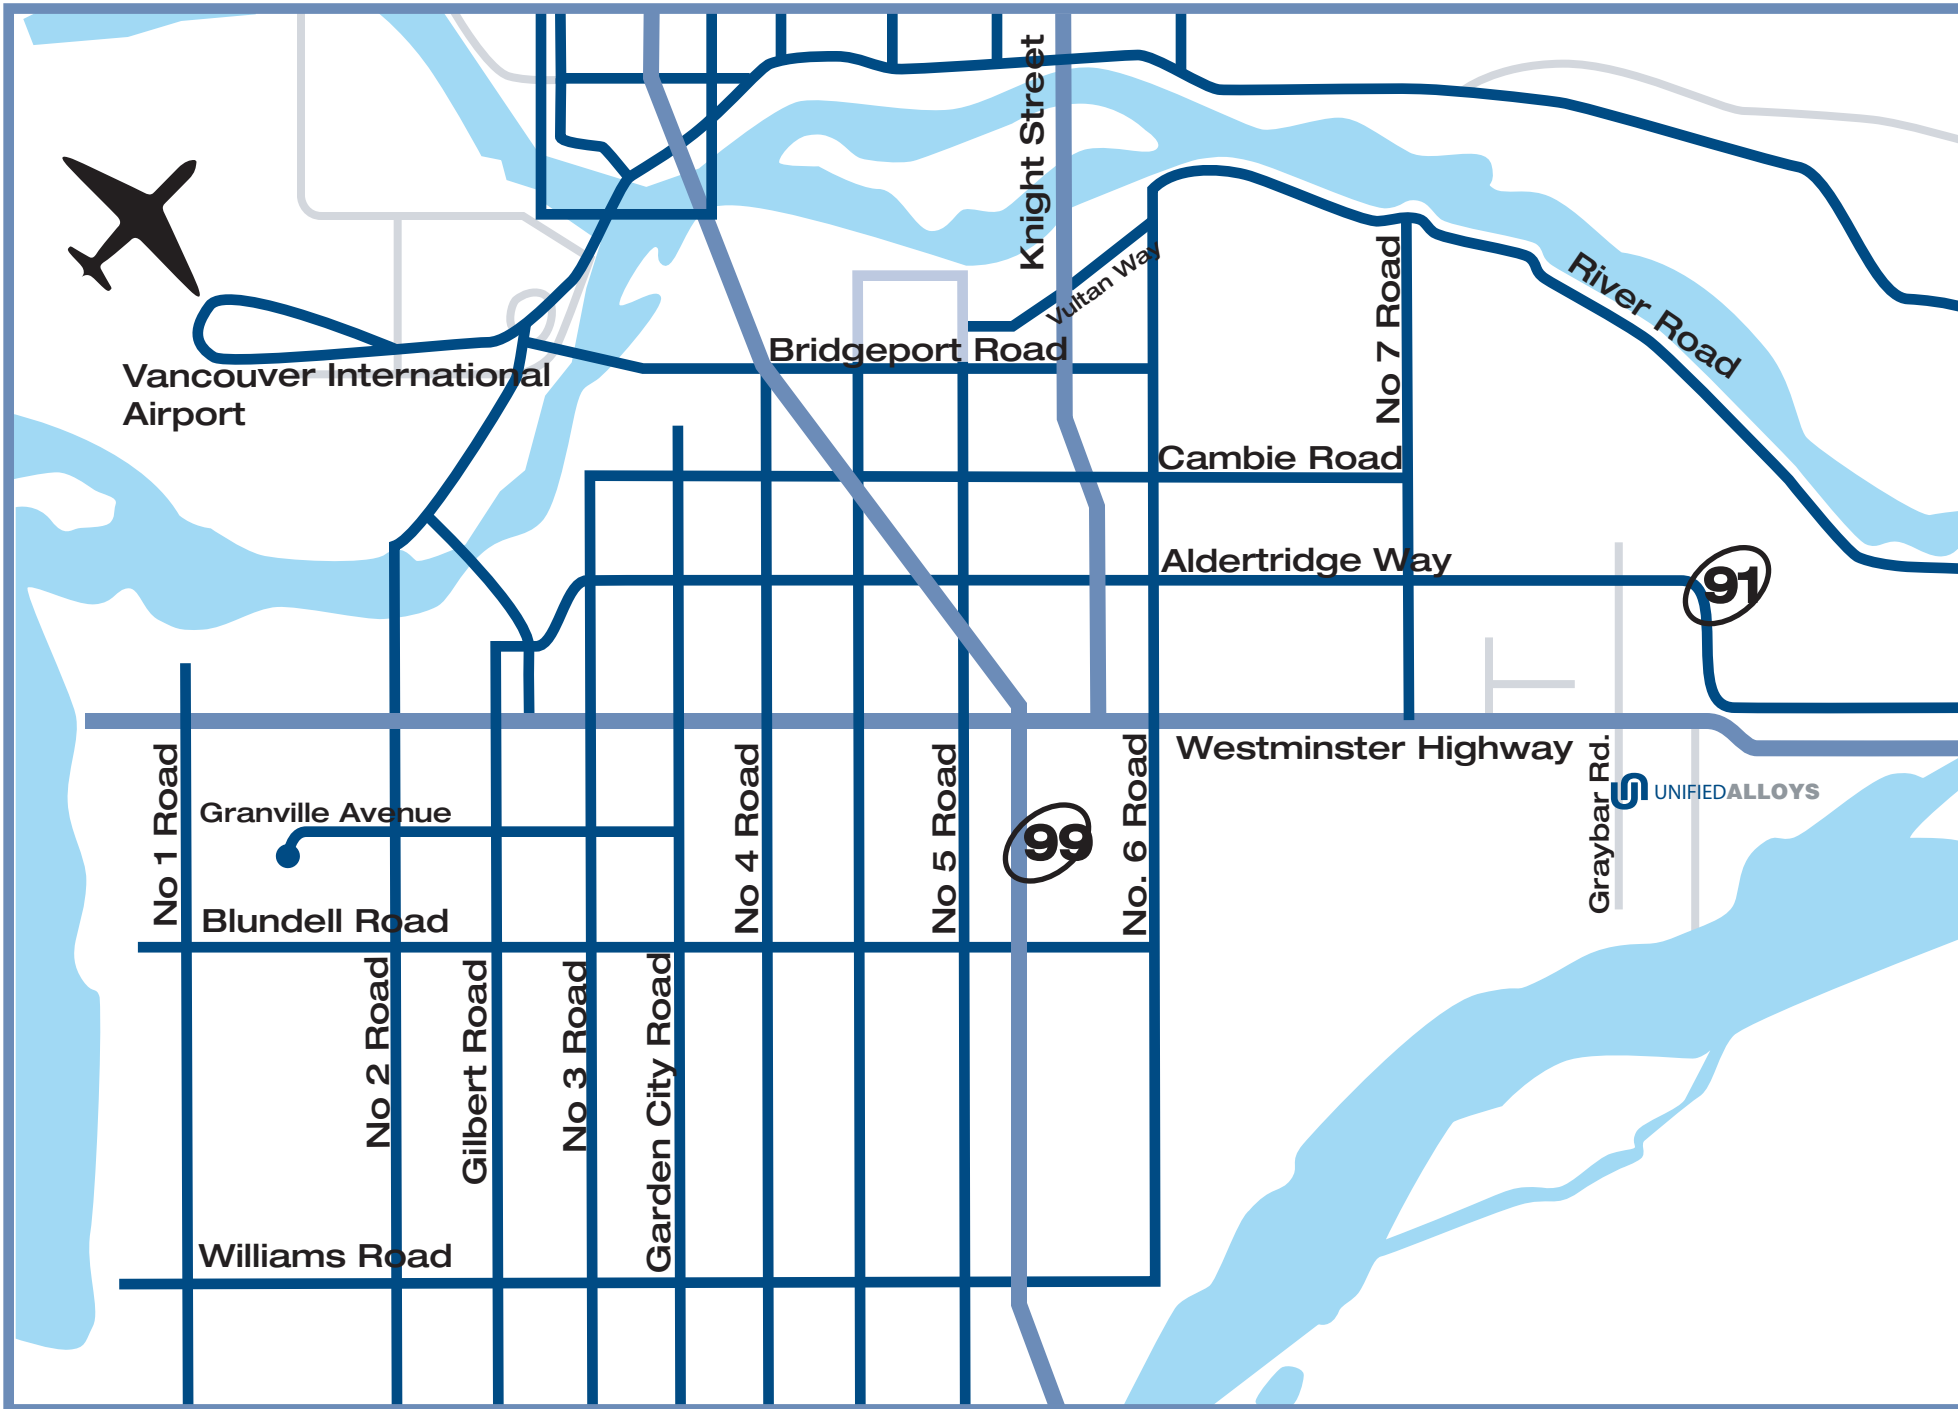 Knight Street
Vultan Way
No 7 Road
River Road
Bridgeport Road
Vancouver International
Airport
Cambie Road
Aldertridge Way
91
Westminster Highway
Graybar Rd.
UNIFIEDALLOYS
No 1 Road
Granville Avenue
No 4 Road
No 5 Road
99
No. 6 Road
Blundell Road
No 2 Road
Gilbert Road
No 3 Road
Garden City Road
Williams Road